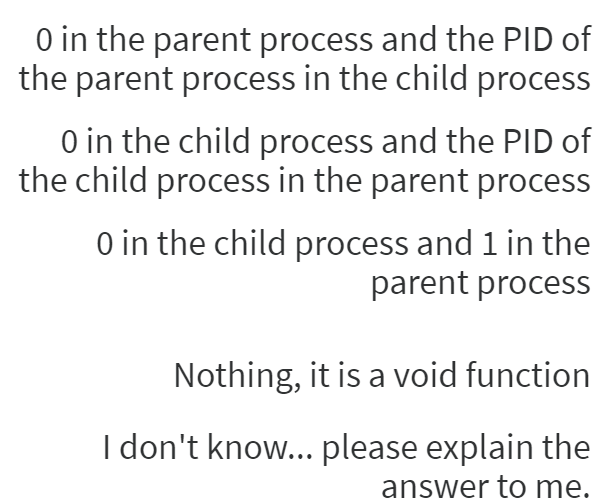 0 in the parent process and the PID of
the parent process in the child process
0 in the child process and the PID of
the child process in the parent process
0 in the child process and 1 in the
parent process
Nothing, it is a void function
I don't know... please explain the
answer to me.